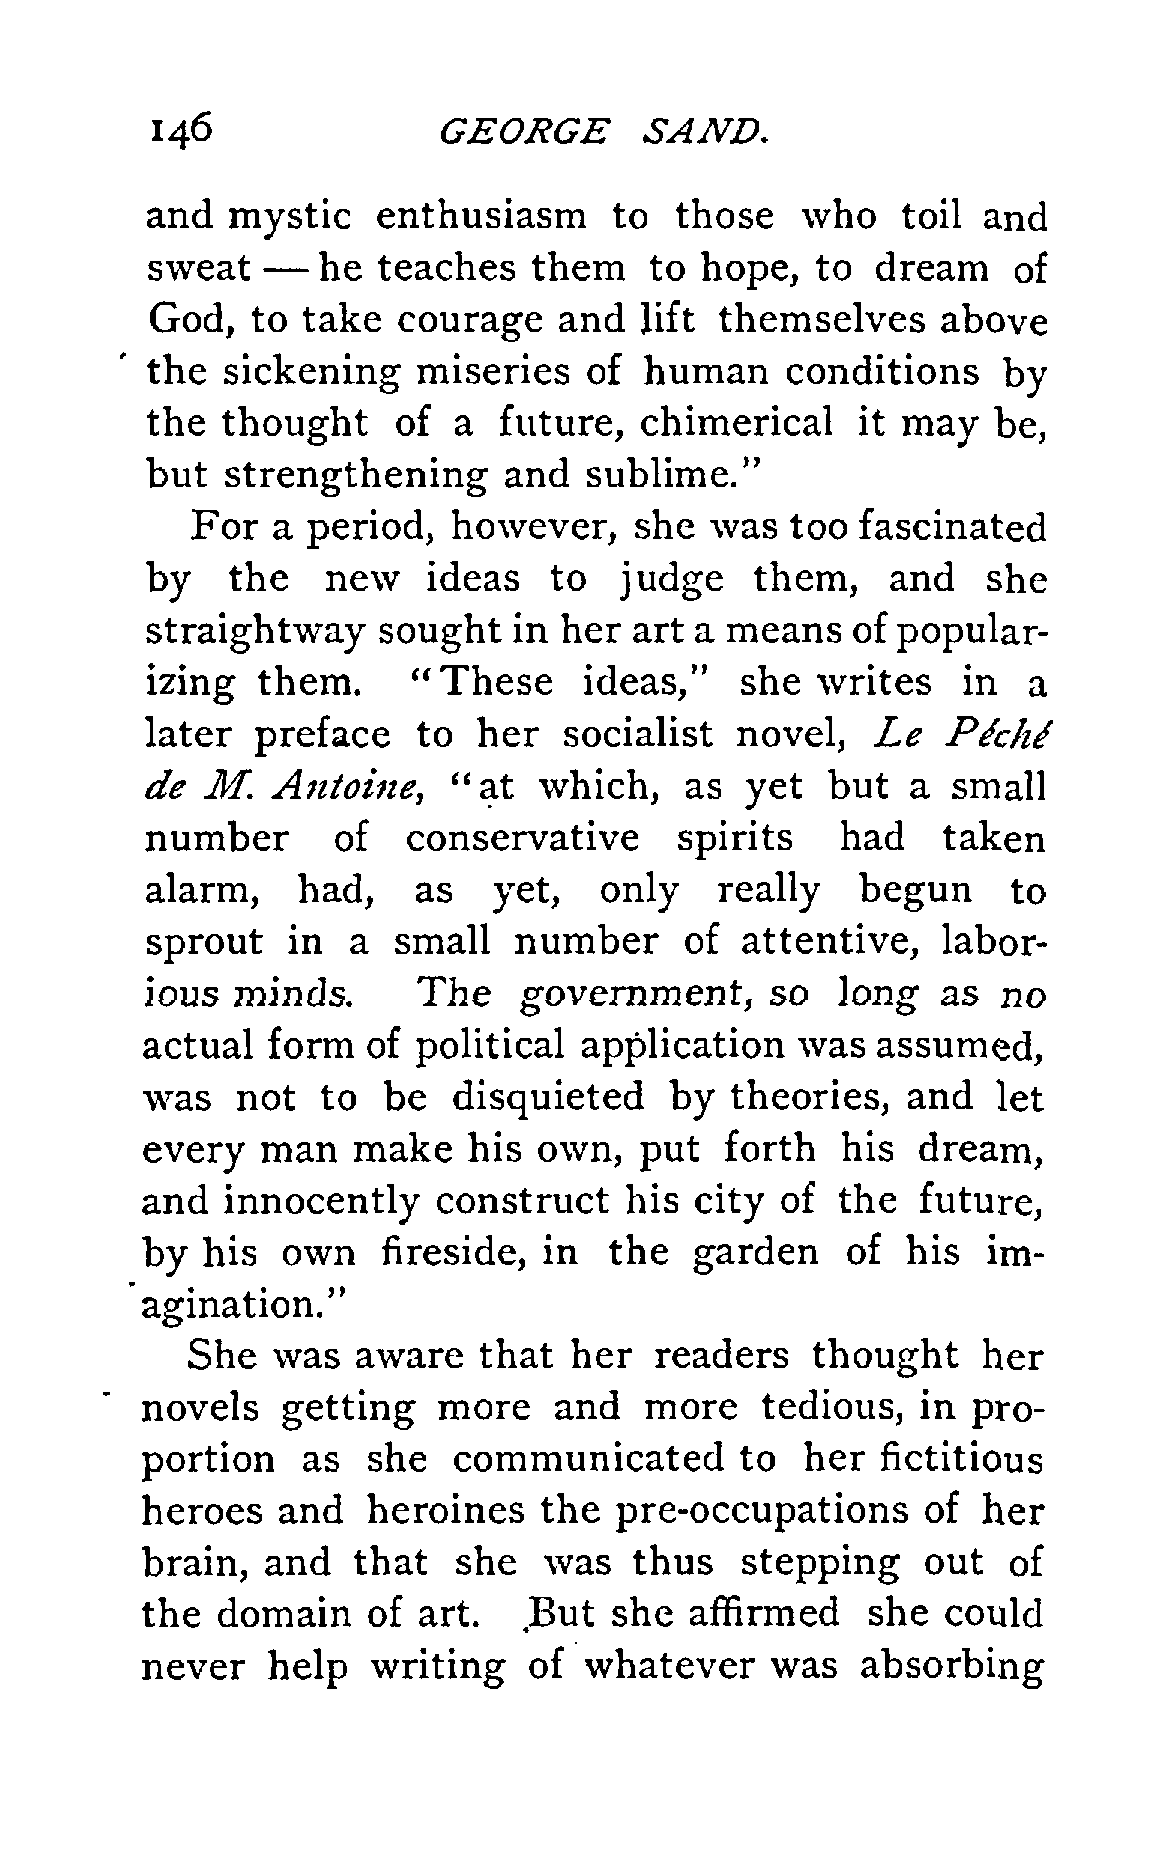 146 GEORGE SAND.
and mystic enthusiasm to those who toil and
sweat — he teaches them to hope, to dream of
God, to take courage and lift themselves above
the sickening miseries of human conditions by
the thought of a future, chimerical it may be,
but strengthening and sublime."
For a period, however, she was too fascinated
by the new ideas to judge them, and she
straightway sought in her art a means of popular-
izing them. "These ideas," she writes in a
later preface to her socialist novel, Le Péché
de M. Antoine, "at which, as yet but a small
number of conservative spirits had taken
alarm, had, as yet, only really begun to
sprout in a small number of attentive, labor-
ious minds. The government, so long as no
actual form of political application was assumed,
was not to be disquieted by theories, and let
every man make his own, put forth his dream,
and innocently construct his city of the future,
by his own fireside, in the garden of his im-
agination."
She was aware that her readers thought her
novels getting more and more tedious, in pro-
portion as she communicated to her fictitious
heroes and heroines the pre-occupations of her
brain, and that she was thus stepping out of
the domain of art. But she affirmed she could
never help writing of whatever was absorbing